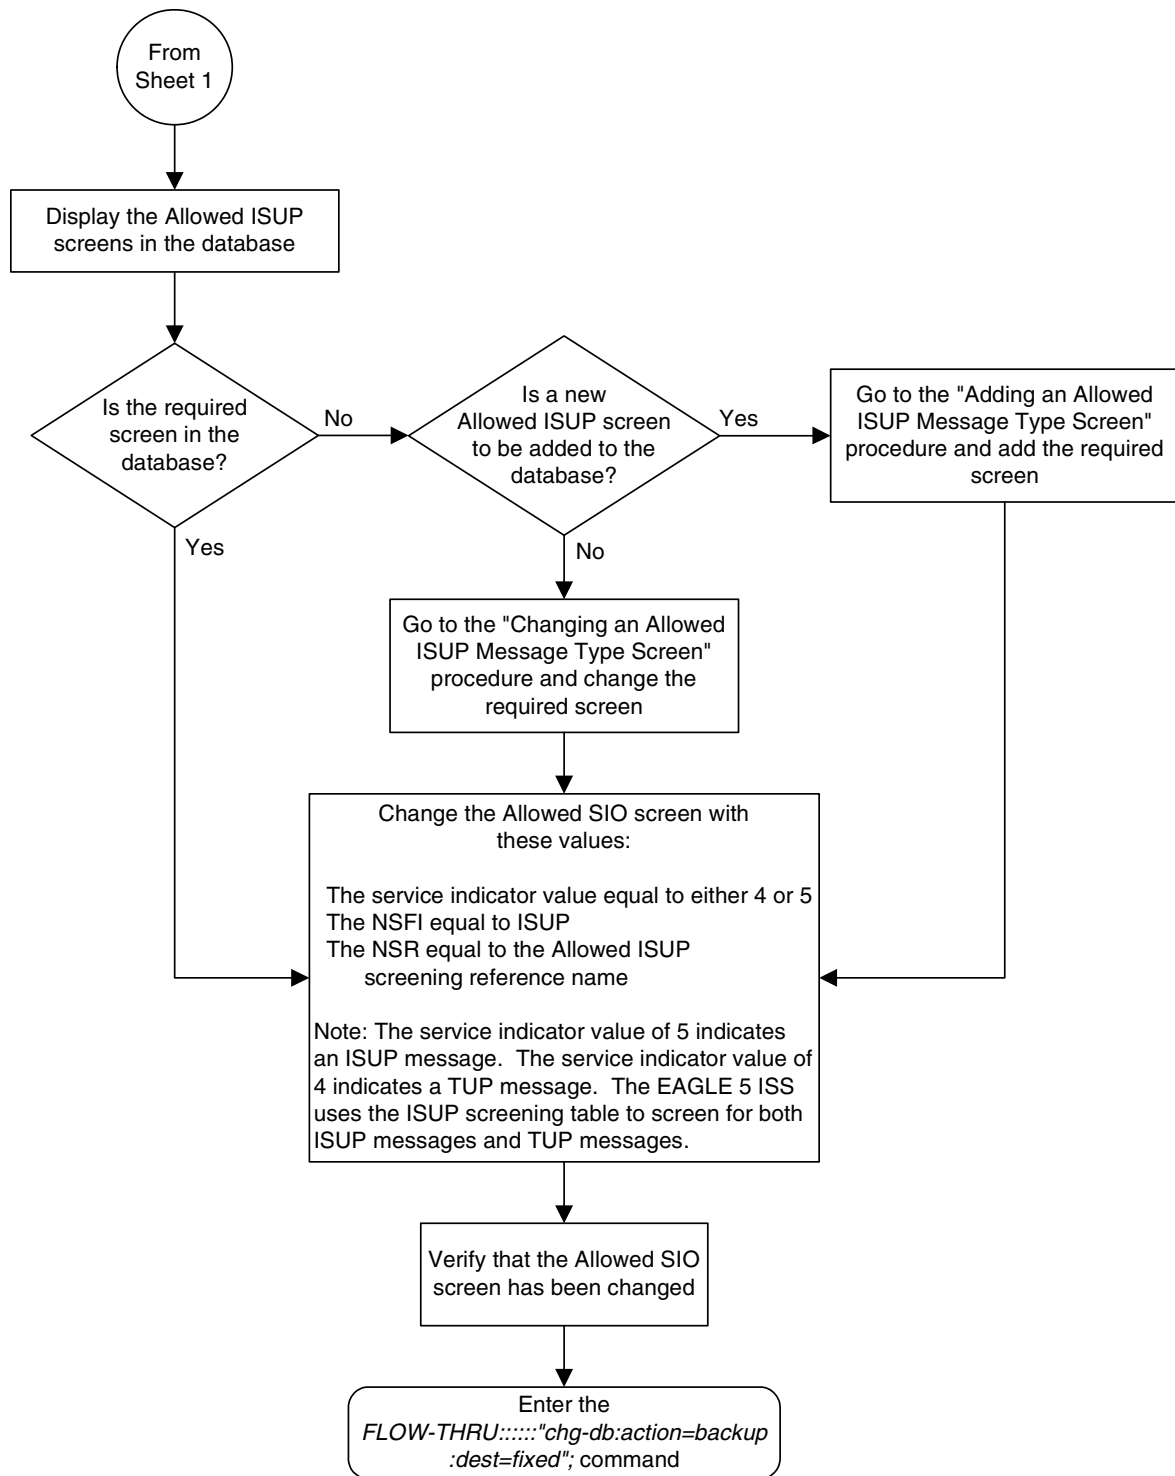 From
Sheet 1
Display the Allowed ISUP
screens in the database
Is the required
screen in the
database?
No
Yes
Is a new
Allowed ISUP screen
to be added to the
database?
Yes
No
Go to the "Adding an Allowed
ISUP Message Type Screen"
procedure and add the required
screen
Go to the "Changing an Allowed
ISUP Message Type Screen"
procedure and change the
required screen
Change the Allowed SIO screen with
these values:
The service indicator value equal to either 4 or 5
The NSFI equal to ISUP
The NSR equal to the Allowed ISUP
screening reference name
Note: The service indicator value of 5 indicates
an ISUP message. The service indicator value of
4 indicates a TUP message. The EAGLE 5 ISS
uses the ISUP screening table to screen for both
ISUP messages and TUP messages.
Verify that the Allowed SIO
screen has been changed
Enter the
FLOW-THRU::::::"chg-db:action=backup
:dest=fixed"; command